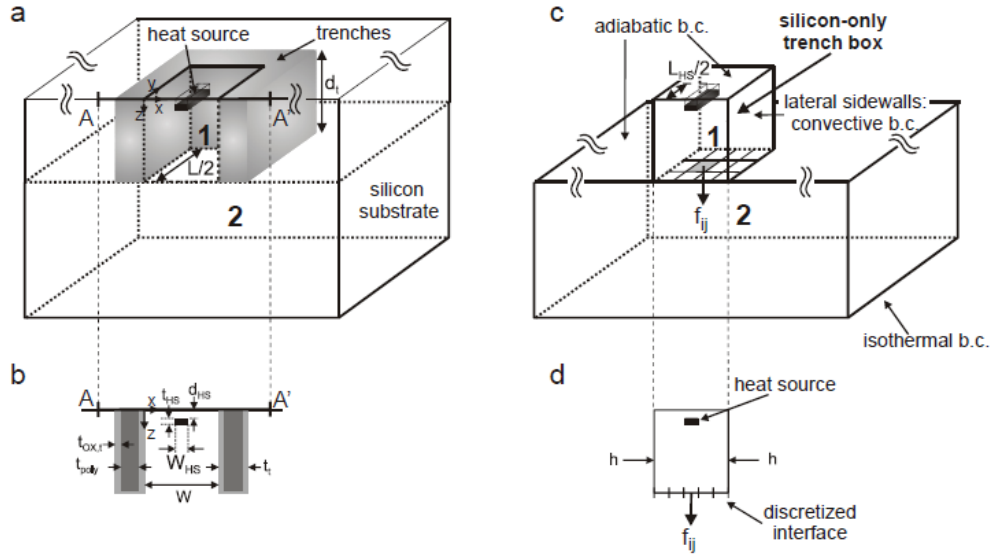 a
heat source
trenches
y
x
z
A
A'
d_t
1
L/2
silicon
substrate
2
b
A
A'
t_HS
d_HS
x
z
t_ox,t
t_poly
W_HS
t_t
W
c
adiabatic b.c.
silicon-only
trench box
L_HS/2
lateral sidewalls:
convective b.c.
1
2
f_ij
isothermal b.c.
d
heat source
h
h
discretized
interface
f_ij